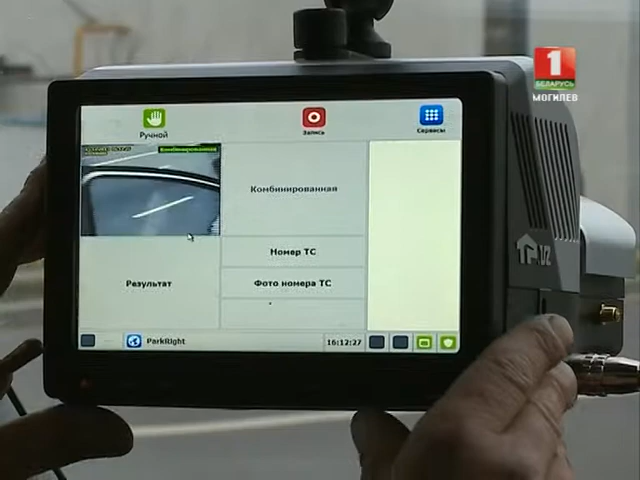 1
БЕЛАРУСЬ
МОГИЛЕВ
Ручной
Запись
Сервисы
Комбинированная
Комбинированная
Номер ТС
Результат
Фото номера ТС
ParkRight
16:12:27